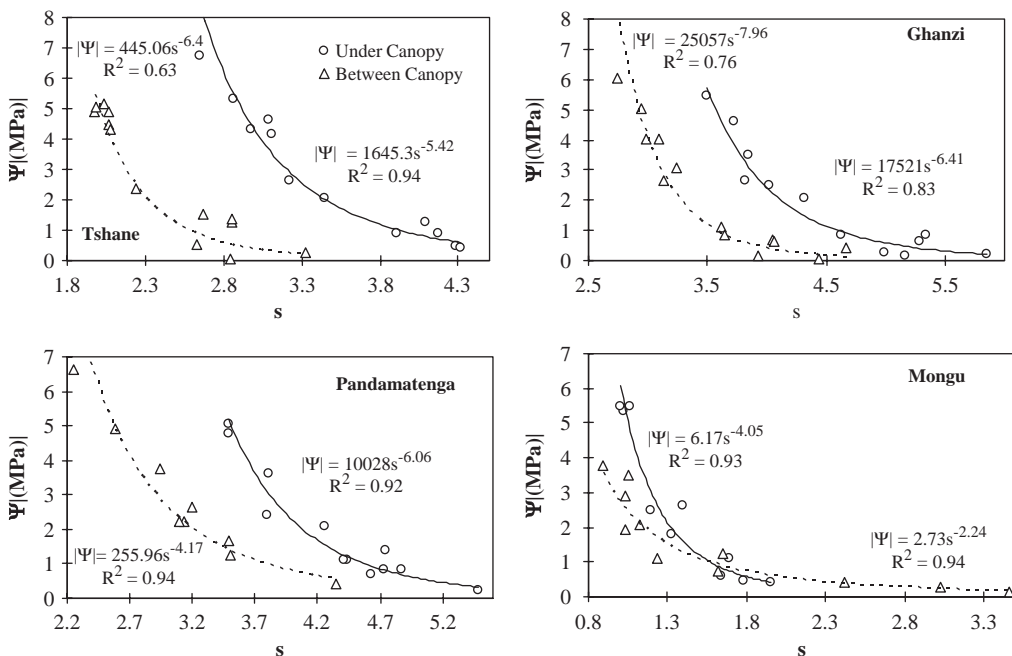 8
7
6
5
4
3
2
1
0
Ψ|(MPa)|
|Ψ| = 445.06s^-6.4
R² = 0.63
○ Under Canopy
△ Between Canopy
|Ψ| = 1645.3s^-5.42
R² = 0.94
Tshane
1.8 2.3 2.8 3.3 3.8 4.3
s
8
7
6
5
4
3
2
1
0
Ψ|(MPa)|
Ghanzi
|Ψ| = 25057s^-7.96
R² = 0.76
|Ψ| = 17521s^-6.41
R² = 0.83
2.5 3.5 4.5 5.5
s
7
6
5
4
3
2
1
0
Ψ|(MPa)|
Pandamatenga
|Ψ| = 10028s^-6.06
R² = 0.92
|Ψ|= 255.96s^-4.17
R² = 0.94
2.2 2.7 3.2 3.7 4.2 4.7 5.2
s
7
6
5
4
3
2
1
0
Ψ|(MPa)|
Mongu
|Ψ| = 6.17s^-4.05
R² = 0.93
|Ψ| = 2.73s^-2.24
R² = 0.94
0.8 1.3 1.8 2.3 2.8 3.3
s